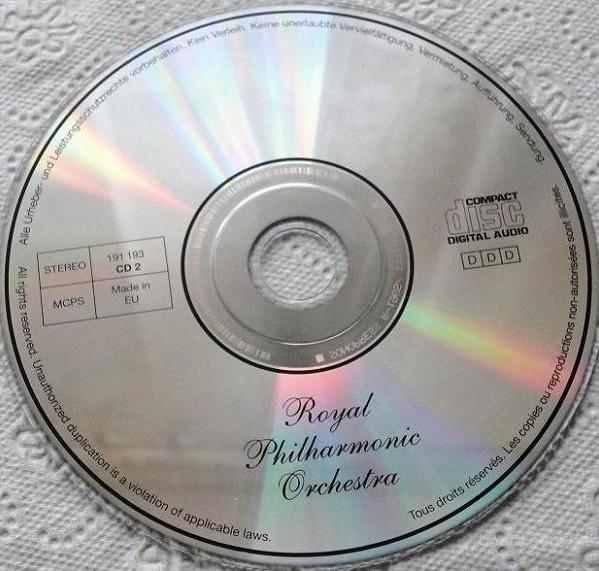 Alle Urheber- und Leistungsschutzrechte vorbehalten. Kein Verleih. Keine unerlaubte Vervielfältigung, Vermietung, Aufführung, Sendung.
COMPACT
disc
DIGITAL AUDIO
D D D
STEREO
191 193
CD 2
MCPS
Made in
EU
Royal
Philharmonic
Orchestra
All rights reserved. Unauthorized duplication is a violation of applicable laws.
Tous droits réservés. Les copies ou reproductions non-autorisées sont illicites.